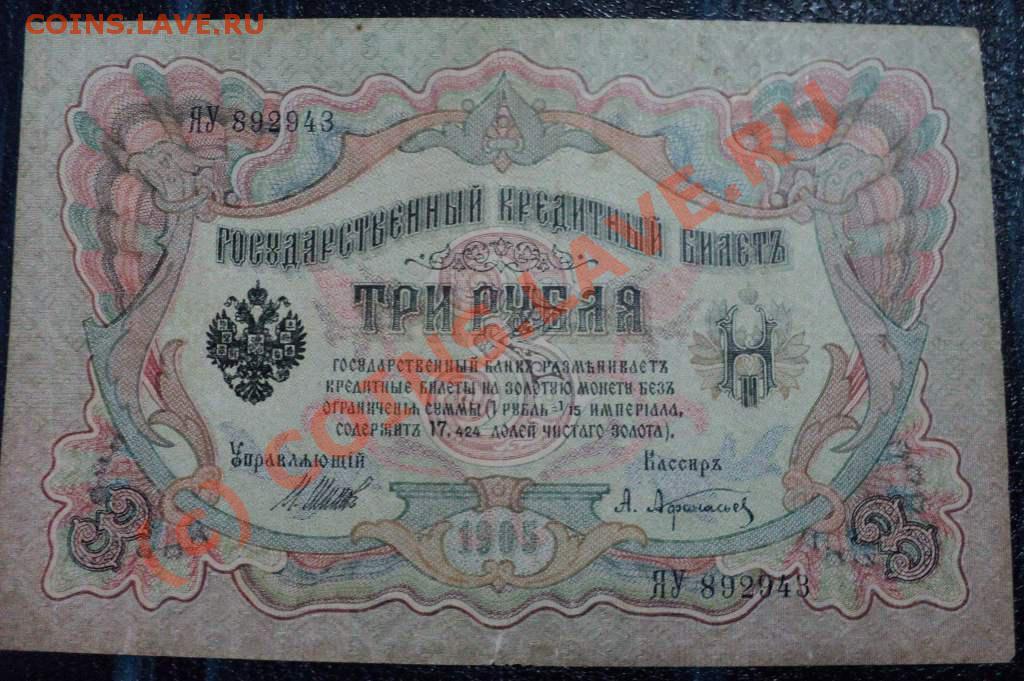 COINS.LAVE.RU
ЯУ 892943
ГОСУДАРСТВЕННЫЙ КРЕДИТНЫЙ БИЛЕТЪ
ТРИ РУБЛЯ
ГОСУДАРСТВЕННЫЙ БАНКЪ РАЗМѢНИВАЕТЪ
КРЕДИТНЫЕ БИЛЕТЫ НА ЗОЛОТУЮ МОНЕТУ БЕЗЪ
ОГРАНИЧЕНІЯ СУММЫ (1 РУБЛЬ = 1/15 ИМПЕРІАЛА,
СОДЕРЖИТЪ 17,424 ДОЛЕЙ ЧИСТАГО ЗОЛОТА).
Управляющій Кассиръ
И. Шипов А. Афанасьев
3 1905 3
ЯУ 892943
(c) COINS.LAVE.RU